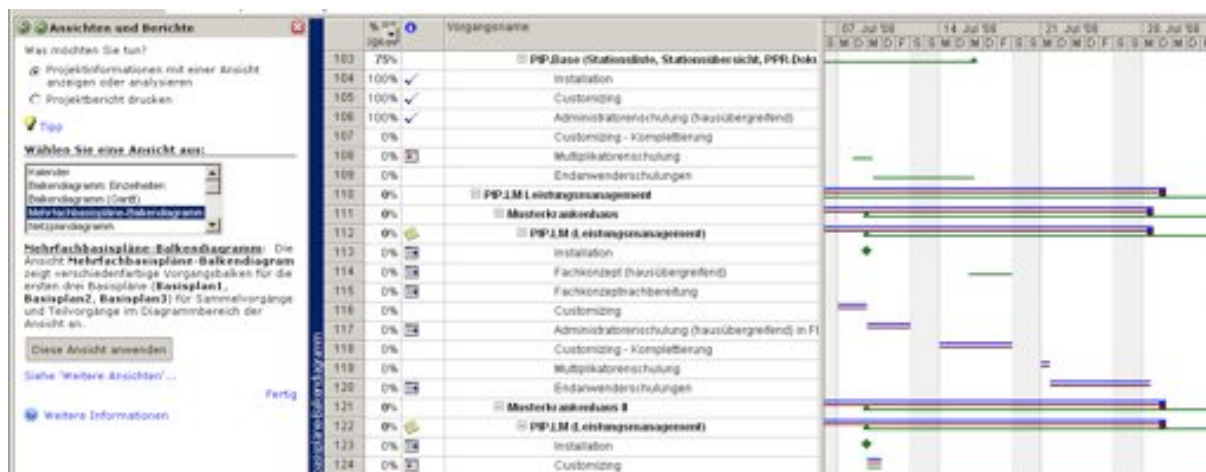 Ansichten und Berichte
Was möchten Sie tun?
Projektinformationen mit einer Ansicht
anzeigen oder analysieren
Projektbericht drucken
Tipp
Wählen Sie eine Ansicht aus:
Kalender
Balkendiagramm: Einzelheiten
Balkendiagramm (Gantt)
Mehrfachbasispläne-Balkendiagramm
Netzplandiagramm
Mehrfachbasispläne-Balkendiagramm: Die
Ansicht Mehrfachbasispläne-Balkendiagram
zeigt verschiedenfarbige Vorgangsbalken für die
ersten drei Basispläne (Basisplan1,
Basisplan2, Basisplan3) für Sammelvorgänge
und Teilvorgänge im Diagrammbereich der
Ansicht an.
Diese Ansicht anwenden
Siehe 'Weitere Ansichten'...
Fertig
Weitere Informationen
basispläne-Balkendiagramm
% Vorgangsname
07. Jul '08 14. Jul '08 21. Jul '08 28. Jul '08
S M D M D F S S M D M D F S S M D M D F S S M D M D
103 75% PIP.Base (Stationsliste, Stationsübersicht, PPR-Doku
104 100% Installation
105 100% Customizing
106 100% Administratorenschulung (hausübergreifend)
107 0% Customizing - Komplettierung
108 0% Multiplikatorenschulung
109 0% Endanwenderschulungen
110 0% PIP.LM Leistungsmanagement
111 0% Musterkrankenhaus
112 0% PIP.LM (Leistungsmanagement)
113 0% Installation
114 0% Fachkonzept (hausübergreifend)
115 0% Fachkonzeptnachbereitung
116 0% Customizing
117 0% Administratorenschulung (hausübergreifend) in
118 0% Customizing - Komplettierung
119 0% Multiplikatorenschulung
120 0% Endanwenderschulungen
121 0% Musterkrankenhaus II
122 0% PIP.LM (Leistungsmanagement)
123 0% Installation
124 0% Customizing